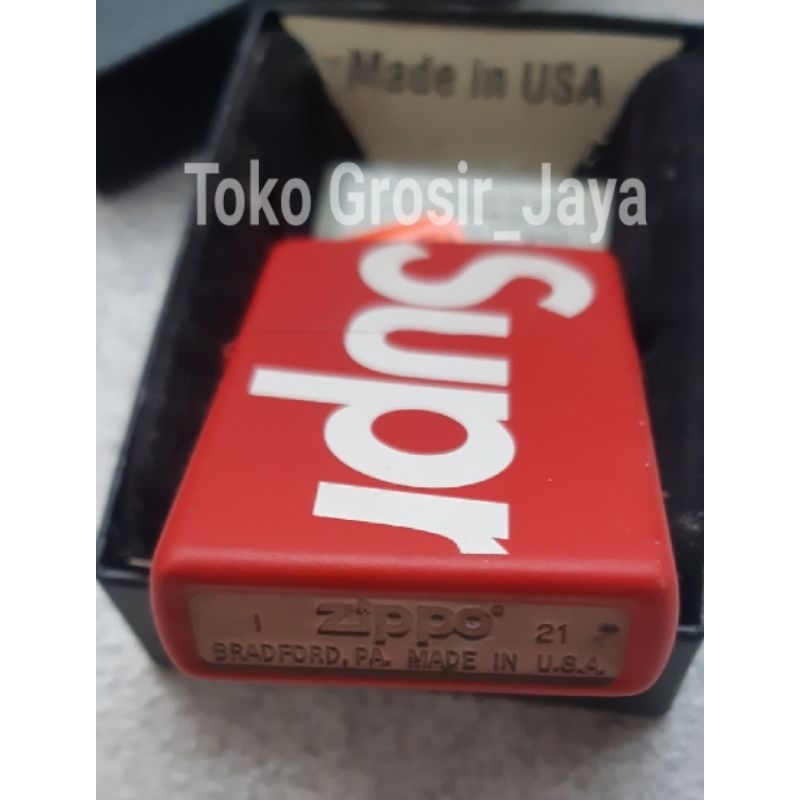 Made in USA
Toko Grosir_Jaya
Supr
I Zippo® 21
BRADFORD, PA. MADE IN U.S.A.